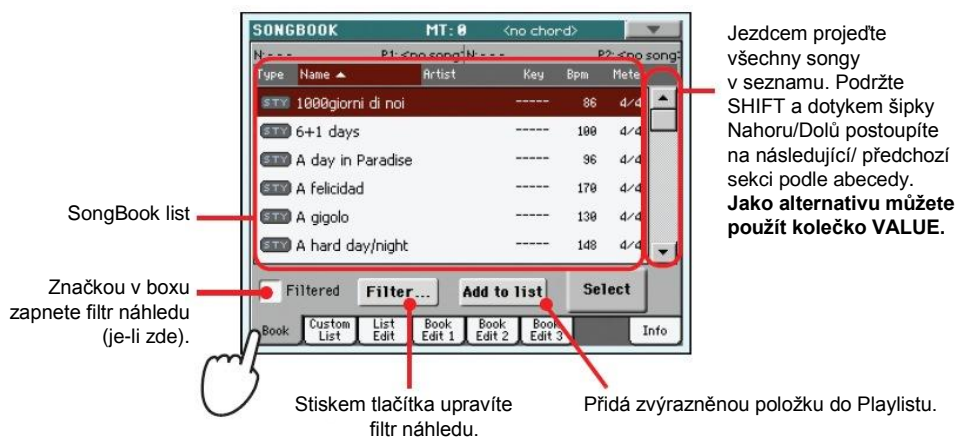 SONGBOOK MT: 0 <no chord>
N: - - - P1: <no song N: - - - P2: <no song
Type Name Artist Key Bpm Mete
STY 1000giorni di noi ----- 86 4/4
STY 6+1 days ----- 100 4/4
STY A day in Paradise ----- 96 4/4
STY A felicidad ----- 170 4/4
STY A gigolo ----- 130 4/4
STY A hard day/night ----- 148 4/4
Filtered Filter... Add to list Select
Book Custom List List Edit Book Edit 1 Book Edit 2 Book Edit 3 Info
Jezdcem projeďte
všechny songy
v seznamu. Podržte
SHIFT a dotykem šipky
Nahoru/Dolů postoupíte
na následující/ předchozí
sekci podle abecedy.
Jako alternativu můžete
použít kolečko VALUE.
SongBook list
Značkou v boxu
zapnete filtr náhledu
(je-li zde).
Stiskem tlačítka upravíte
filtr náhledu.
Přidá zvýrazněnou položku do Playlistu.